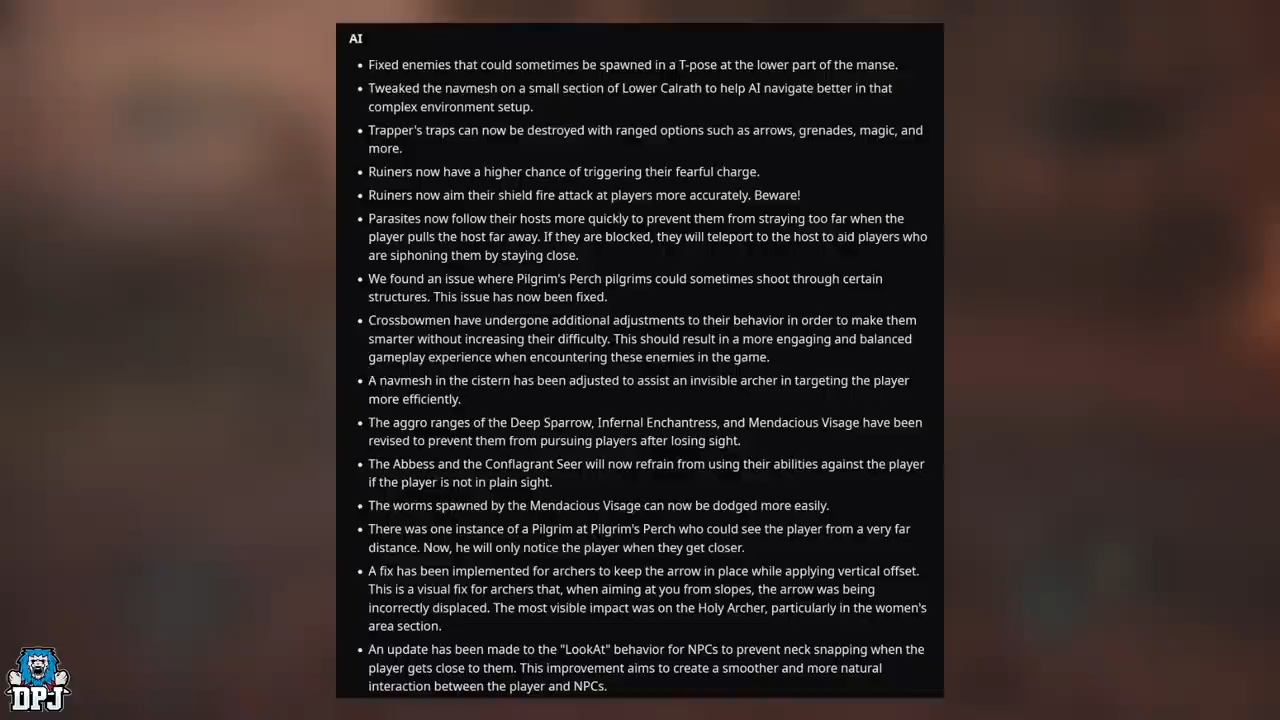 AI
• Fixed enemies that could sometimes be spawned in a T-pose at the lower part of the manse.
• Tweaked the navmesh on a small section of Lower Calrath to help AI navigate better in that
complex environment setup.
• Trapper's traps can now be destroyed with ranged options such as arrows, grenades, magic, and
more.
• Ruiners now have a higher chance of triggering their fearful charge.
• Ruiners now aim their shield fire attack at players more accurately. Beware!
• Parasites now follow their hosts more quickly to prevent them from straying too far when the
player pulls the host far away. If they are blocked, they will teleport to the host to aid players who
are siphoning them by staying close.
• We found an issue where Pilgrim's Perch pilgrims could sometimes shoot through certain
structures. This issue has now been fixed.
• Crossbowmen have undergone additional adjustments to their behavior in order to make them
smarter without increasing their difficulty. This should result in a more engaging and balanced
gameplay experience when encountering these enemies in the game.
• A navmesh in the cistern has been adjusted to assist an invisible archer in targeting the player
more efficiently.
• The aggro ranges of the Deep Sparrow, Infernal Enchantress, and Mendacious Visage have been
revised to prevent them from pursuing players after losing sight.
• The Abbess and the Conflagrant Seer will now refrain from using their abilities against the player
if the player is not in plain sight.
• The worms spawned by the Mendacious Visage can now be dodged more easily.
• There was one instance of a Pilgrim at Pilgrim's Perch who could see the player from a very far
distance. Now, he will only notice the player when they get closer.
• A fix has been implemented for archers to keep the arrow in place while applying vertical offset.
This is a visual fix for archers that, when aiming at you from slopes, the arrow was being
incorrectly displaced. The most visible impact was on the Holy Archer, particularly in the women's
area section.
• An update has been made to the "LookAt" behavior for NPCs to prevent neck snapping when the
player gets close to them. This improvement aims to create a smoother and more natural
interaction between the player and NPCs.
DPJ